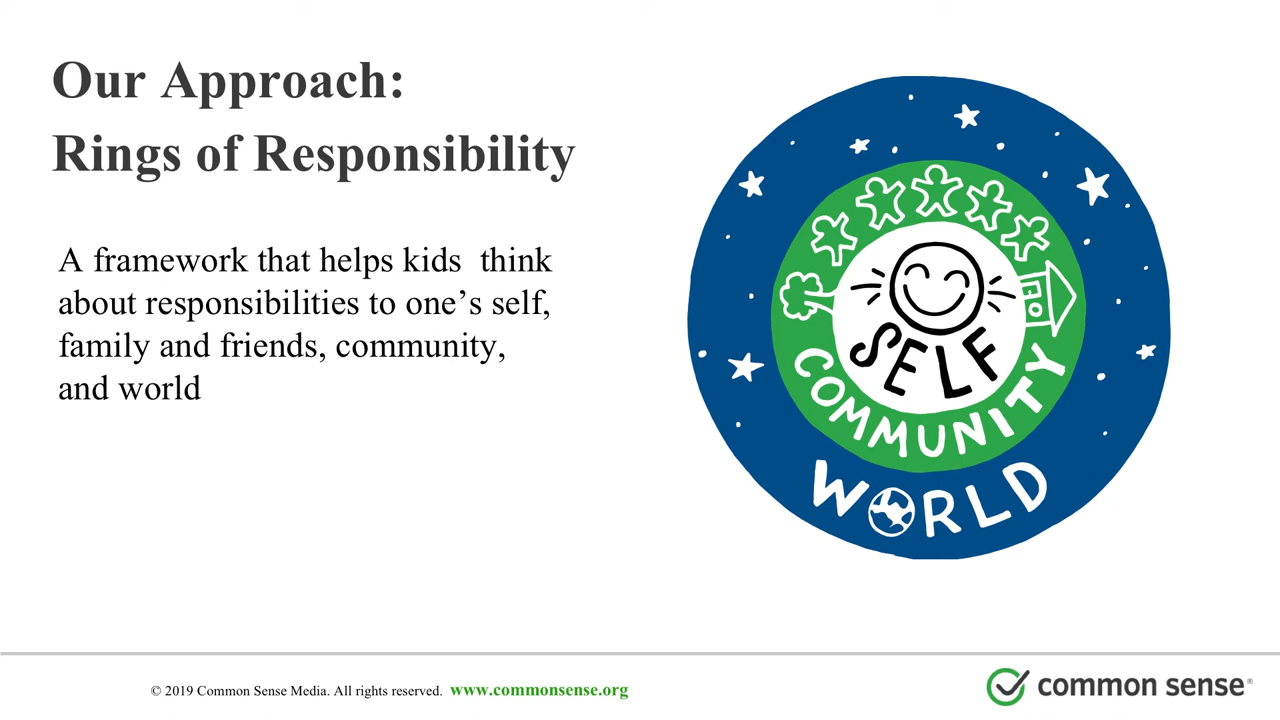 Our Approach:
Rings of Responsibility
A framework that helps kids  think
about responsibilities to one’s self,
family and friends, community,
and world
SELF
COMMUNITY
WORLD
© 2019 Common Sense Media. All rights reserved.  www.commonsense.org
common sense®